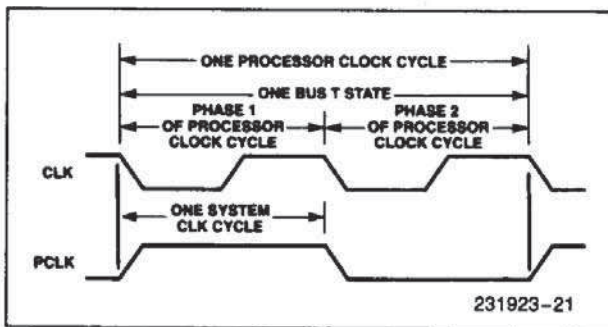 ONE PROCESSOR CLOCK CYCLE
ONE BUS T STATE
PHASE 1
OF PROCESSOR
CLOCK CYCLE
PHASE 2
OF PROCESSOR
CLOCK CYCLE
CLK
ONE SYSTEM
CLK CYCLE
PCLK
231923-21